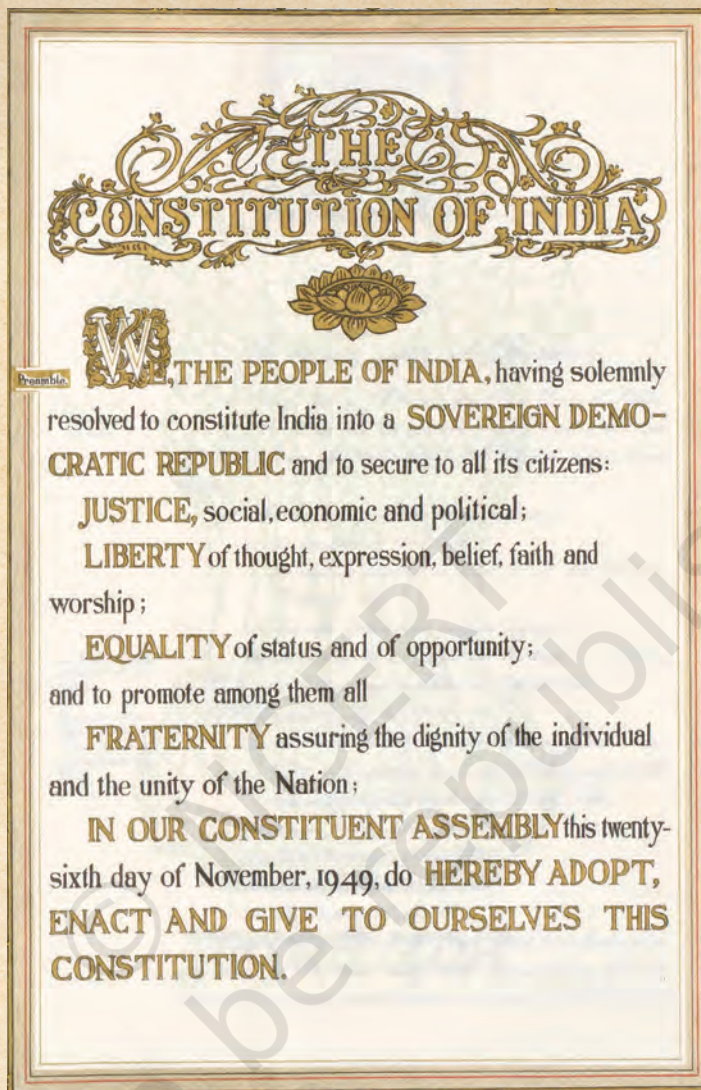 THE
CONSTITUTION OF INDIA
Preamble.
WE, THE PEOPLE OF INDIA, having solemnly
resolved to constitute India into a SOVEREIGN DEMO-
CRATIC REPUBLIC and to secure to all its citizens:
JUSTICE, social, economic and political;
LIBERTY of thought, expression, belief, faith and
worship;
EQUALITY of status and of opportunity;
and to promote among them all
FRATERNITY assuring the dignity of the individual
and the unity of the Nation;
IN OUR CONSTITUENT ASSEMBLY this twenty-
sixth day of November, 1949, do HEREBY ADOPT,
ENACT AND GIVE TO OURSELVES THIS
CONSTITUTION.
© NCERT
be republis